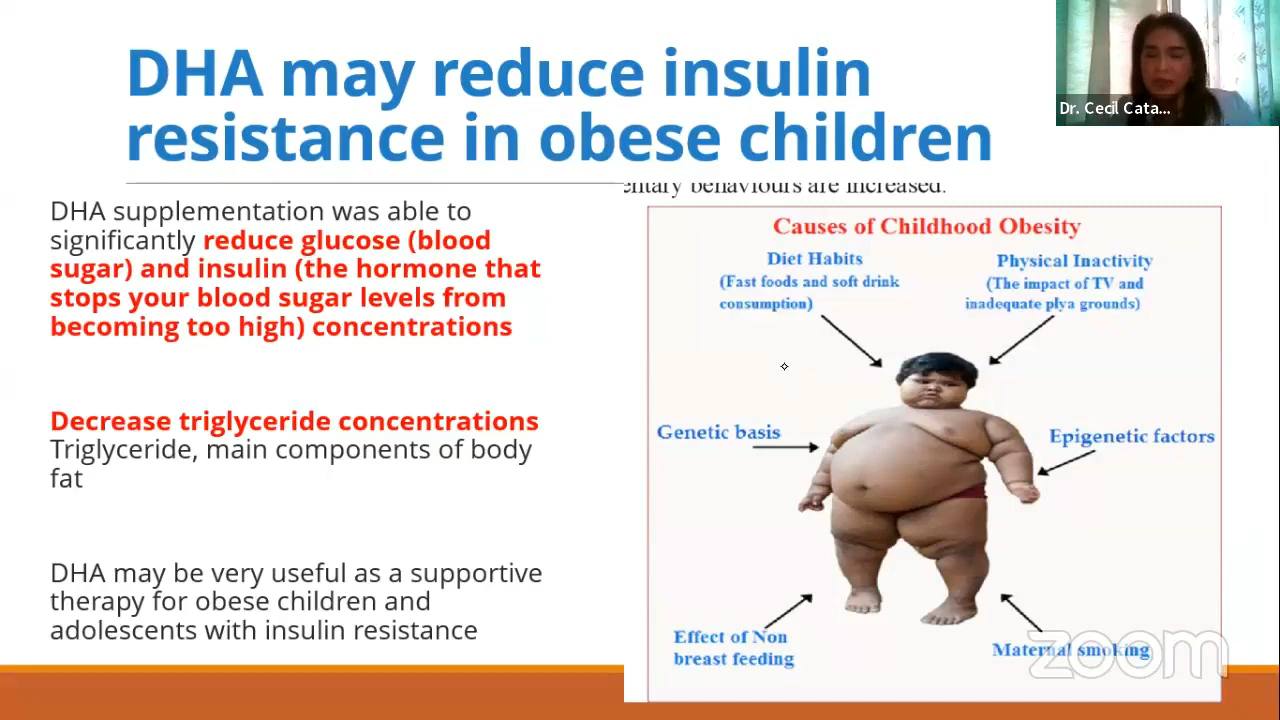 DHA may reduce insulin
resistance in obese children
Dr. Cecil Cata...
DHA supplementation was able to
significantly reduce glucose (blood
sugar) and insulin (the hormone that
stops your blood sugar levels from
becoming too high) concentrations
Decrease triglyceride concentrations
Triglyceride, main components of body
fat
DHA may be very useful as a supportive
therapy for obese children and
adolescents with insulin resistance
behaviours are increased.
Causes of Childhood Obesity
Diet Habits
(Fast foods and soft drink
consumption)
Physical Inactivity
(The impact of TV and
inadequate plya grounds)
Genetic basis
Epigenetic factors
Effect of Non
breast feeding
Maternal smoking
zoom